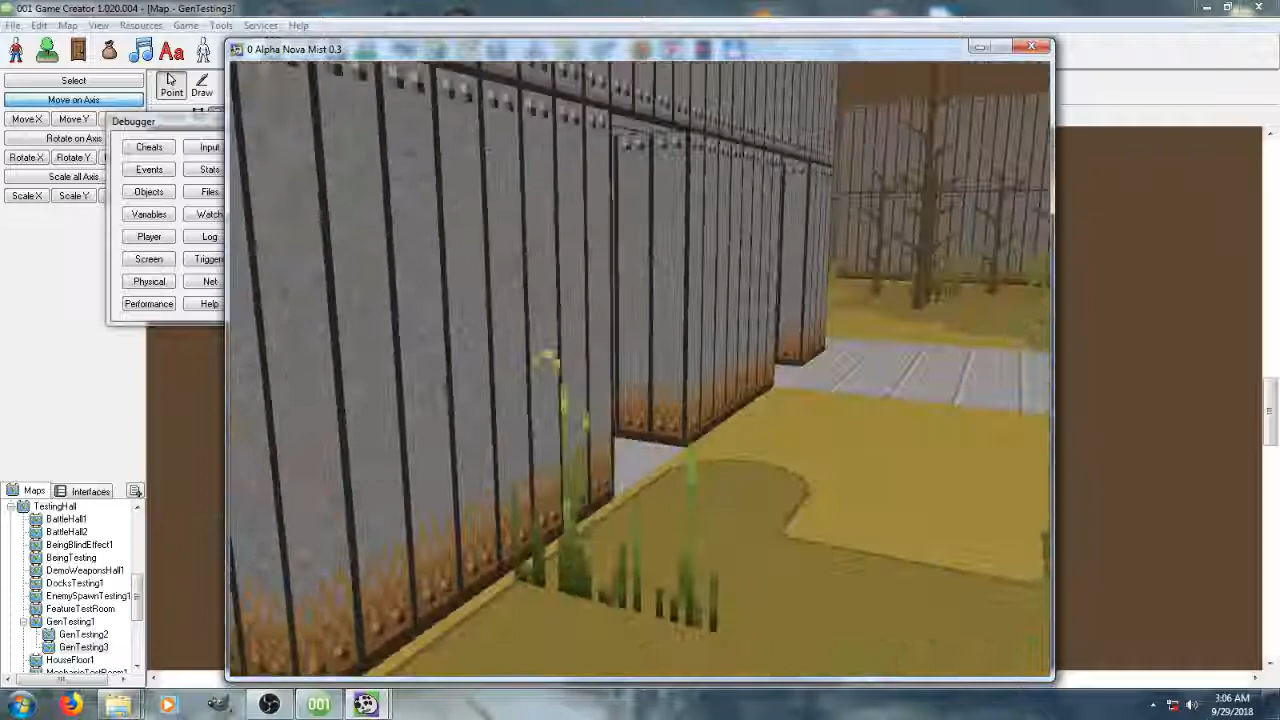 001 Game Creator 1.020.004 - [Map - GenTesting3]
File Edit Map View Resources Game Tools Services Help
Select
Point Draw
Move on Axis
Move X Move Y
Rotate on Axis
Rotate X Rotate Y
Scale all Axis
Scale X Scale Y
Debugger
Cheats Input
Events Stats
Objects Files
Variables Watch
Player Log
Screen
Physical Net
Performance Help
0 Alpha Nova Mist 0.3
Maps Interfaces
TestingHall
BattleHall1
BattleHall2
BeingBlindEffect1
BeingTesting
DemoWeaponsHall1
DocksTesting1
EnemySpawnTesting1
FeatureTestRoom
GenTesting1
GenTesting2
GenTesting3
HouseFloor1
001
3:06 AM
9/29/2018